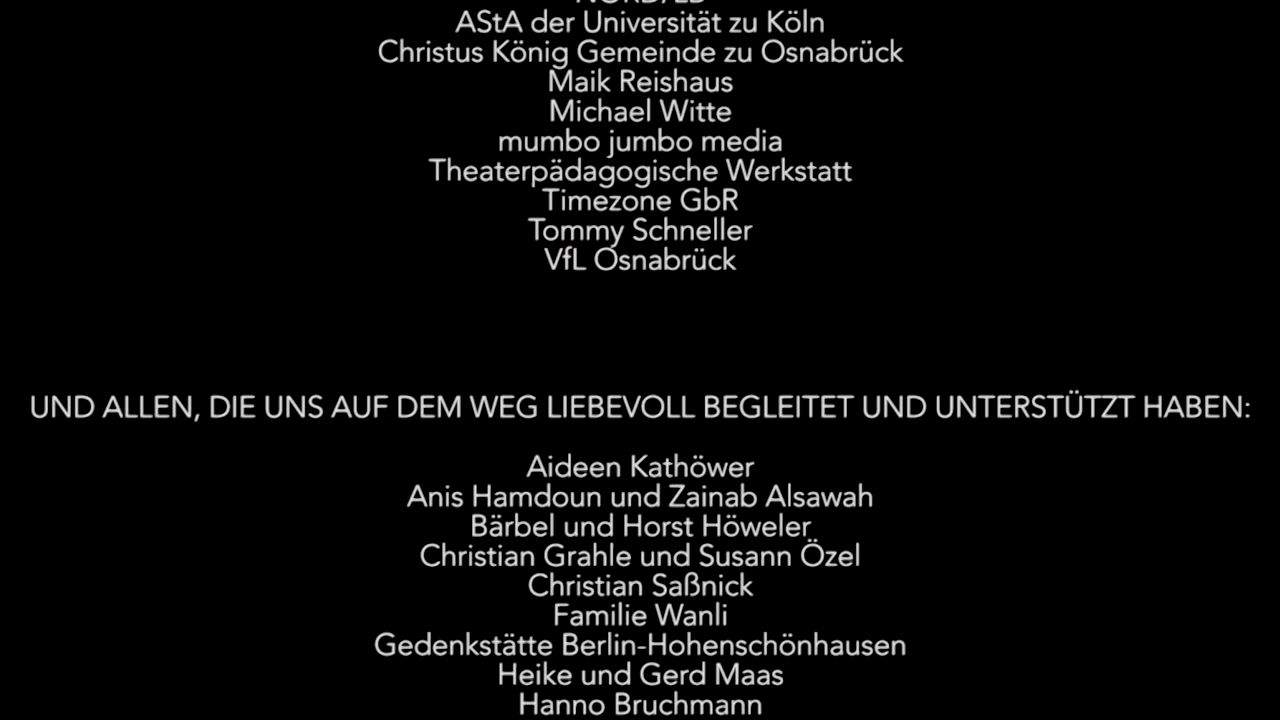 AStA der Universität zu Köln
Christus König Gemeinde zu Osnabrück
Maik Reishaus
Michael Witte
mumbo jumbo media
Theaterpädagogische Werkstatt
Timezone GbR
Tommy Schneller
VfL Osnabrück
UND ALLEN, DIE UNS AUF DEM WEG LIEBEVOLL BEGLEITET UND UNTERSTÜTZT HABEN:
Aideen Kathöwer
Anis Hamdoun und Zainab Alsawah
Bärbel und Horst Höweler
Christian Grahle und Susann Özel
Christian Saßnick
Familie Wanli
Gedenkstätte Berlin-Hohenschönhausen
Heike und Gerd Maas
Hanno Bruchmann